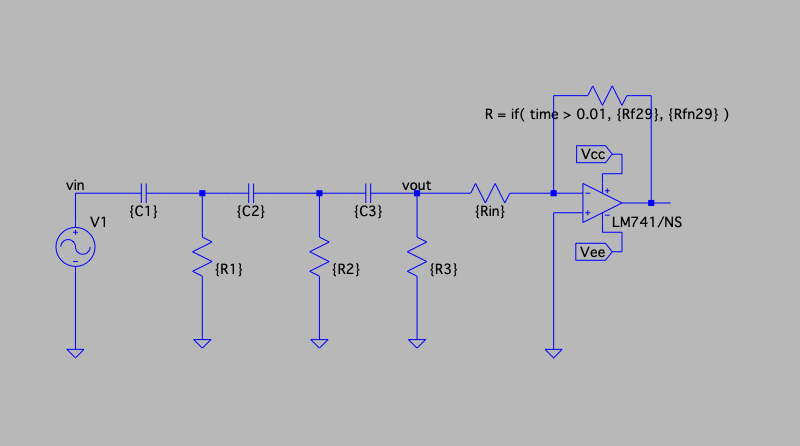 R = if( time > 0.01, {Rf29}, {Rfn29} )
Vcc
vin
vout
{C1}
{C2}
{C3}
{Rin}
V1
LM741/NS
Vee
{R1}
{R2}
{R3}